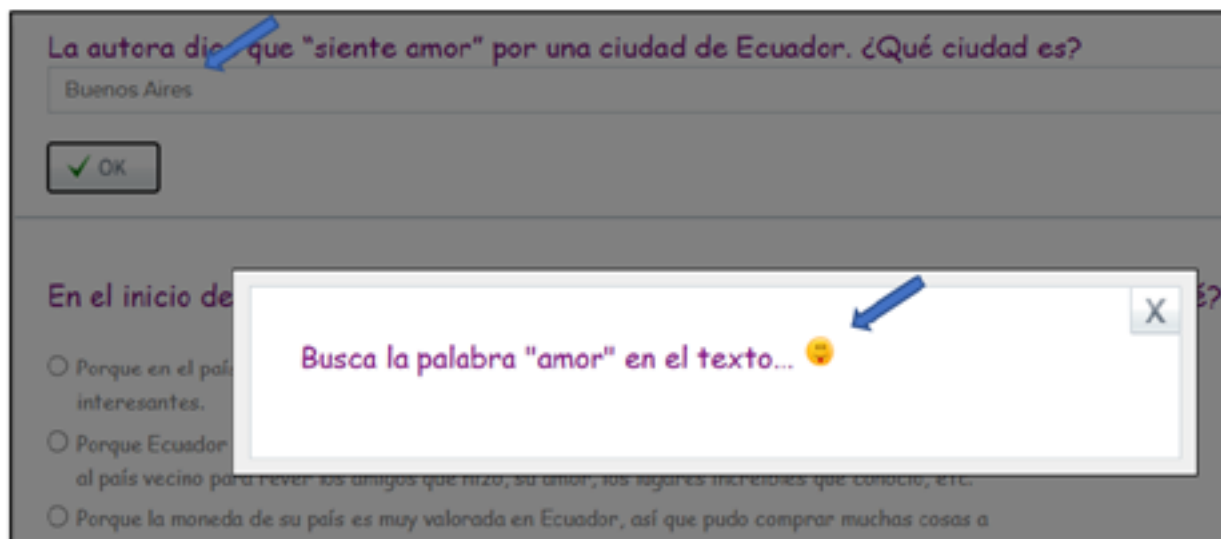 La autora dice que "siente amor" por una ciudad de Ecuador. ¿Qué ciudad es?
Buenos Aires
OK
En el inicio de
é?
X
Busca la palabra "amor" en el texto...
Porque en el país
interesantes.
Porque Ecuador
al país vecino para rever los amigos que hizo, su amor, los lugares increíbles que conoció, etc.
Porque la moneda de su país es muy valorada en Ecuador, así que pudo comprar muchas cosas a